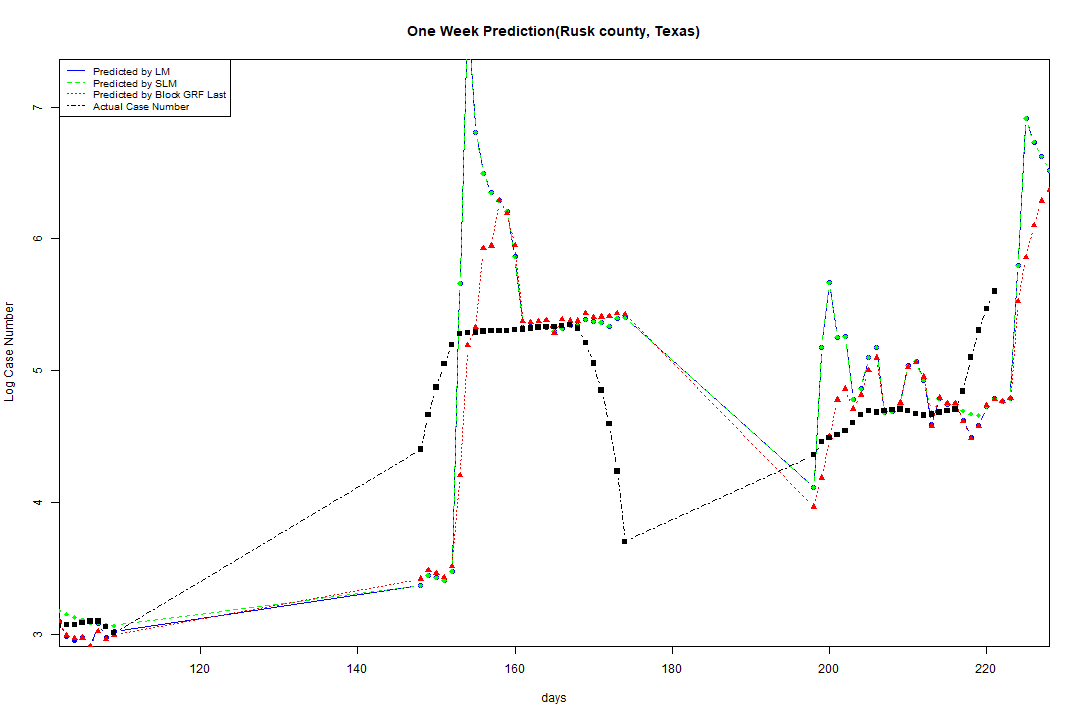 One Week Prediction(Rusk county, Texas)
Predicted by LM
Predicted by SLM
Predicted by Block GRF Last
Actual Case Number
7
6
5
4
3
Log Case Number
120 140 160 180 200 220
days